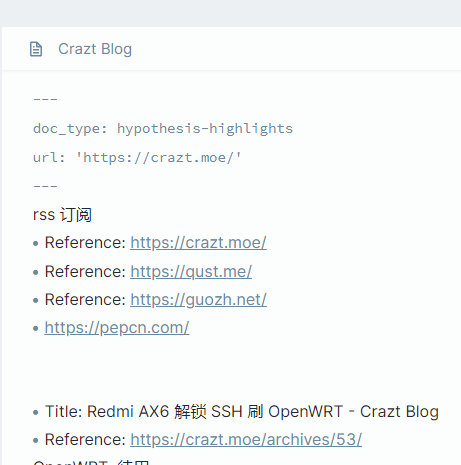 Crazt Blog
---
doc_type: hypothesis-highlights
url: 'https://crazt.moe/'
---
rss 订阅
• Reference: https://crazt.moe/
• Reference: https://qust.me/
• Reference: https://guozh.net/
• https://pepcn.com/
• Title: Redmi AX6 解锁 SSH 刷 OpenWRT - Crazt Blog
• Reference: https://crazt.moe/archives/53/
OpenWRT